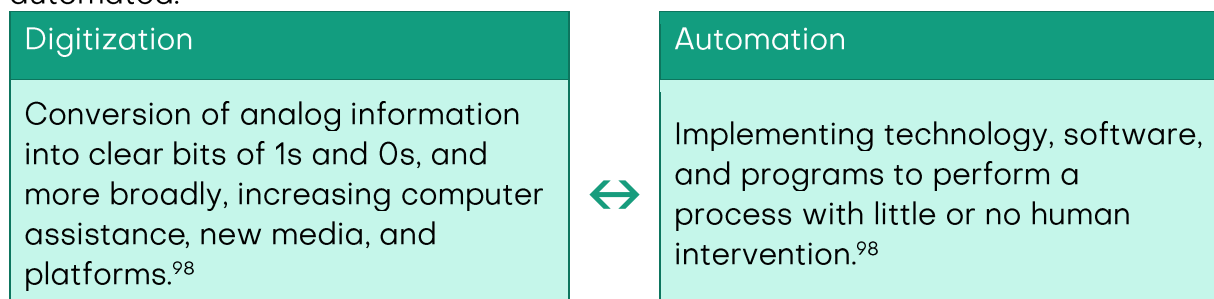 automated.
Digitization
Conversion of analog information
into clear bits of 1s and 0s, and
more broadly, increasing computer
assistance, new media, and
platforms.98
↔
Automation
Implementing technology, software,
and programs to perform a
process with little or no human
intervention.98